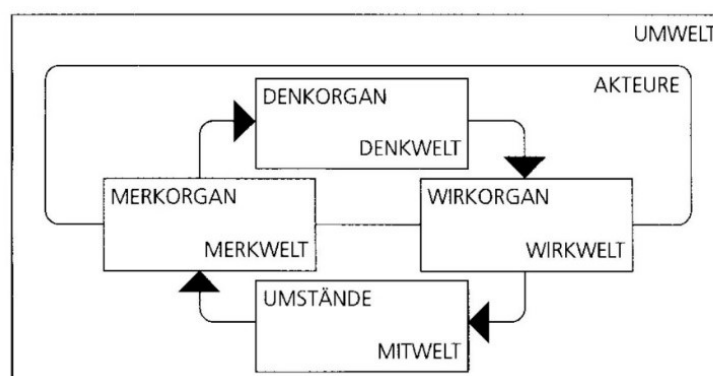 UMWELT
AKTEURE
DENKORGAN
DENKWELT
MERKORGAN
MERKWELT
WIRKORGAN
WIRKWELT
UMSTÄNDE
MITWELT